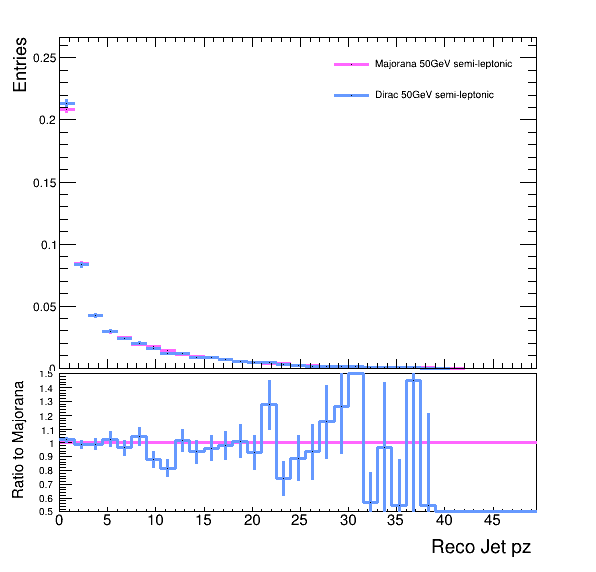 Entries
0.25
0.2
0.15
0.1
0.05
0
Majorana 50GeV semi-leptonic
Dirac 50GeV semi-leptonic
Ratio to Majorana
1.5
1.4
1.3
1.2
1.1
1
0.9
0.8
0.7
0.6
0.5
0 5 10 15 20 25 30 35 40 45
Reco Jet pz